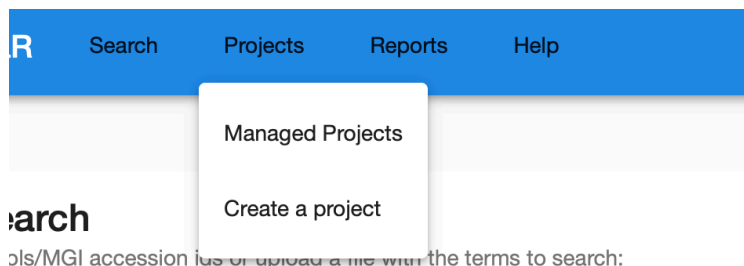 Search Projects Reports Help
Managed Projects
Create a project
earch
ols/MGI accession ids or upload a file with the terms to search: